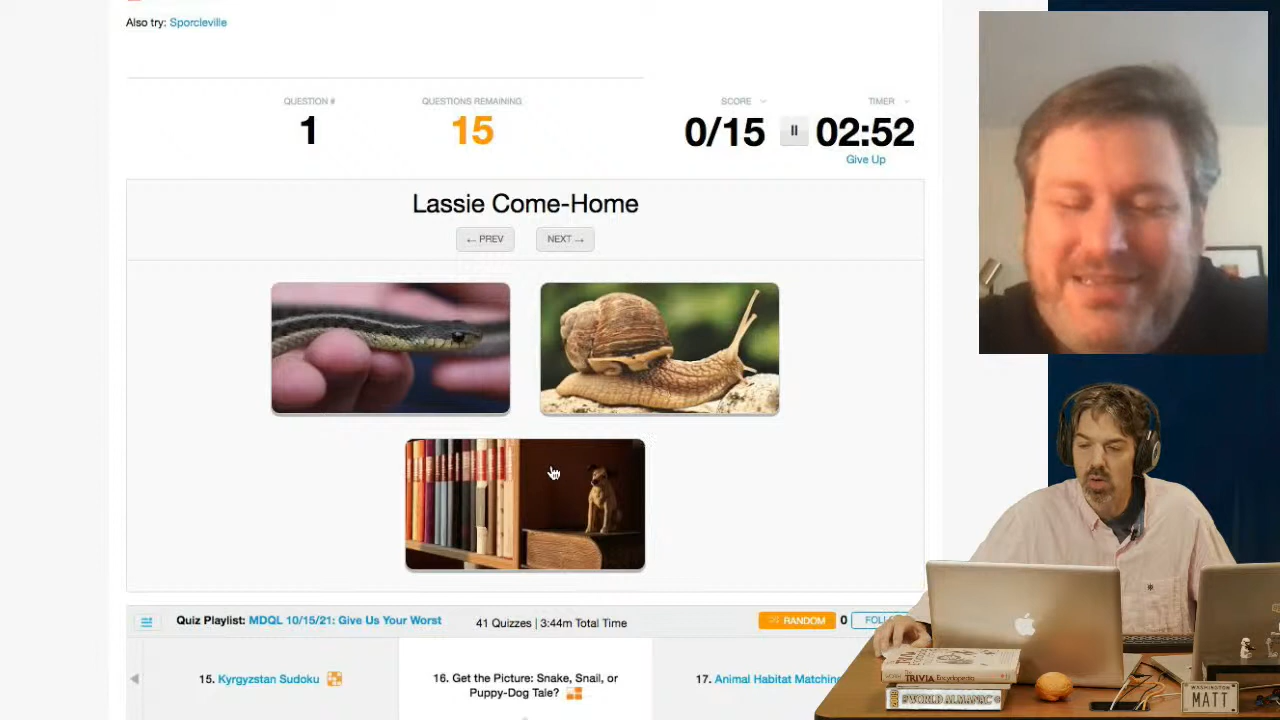 Also try: Sporcleville
QUESTION # QUESTIONS REMAINING SCORE TIMER
1 15 0/15 02:52
Give Up
Lassie Come-Home
← PREV NEXT →
Quiz Playlist: MDQL 10/15/21: Give Us Your Worst 41 Quizzes | 3:44m Total Time RANDOM 0
15. Kyrgyzstan Sudoku
16. Get the Picture: Snake, Snail, or
Puppy-Dog Tale?
17. Animal Habitat
TRIVIA Encyclopedia
WORLD ALMANAC
WASHINGTON
MATT